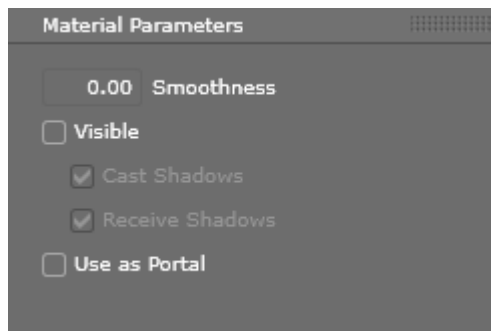 Material Parameters
0.00 Smoothness
Visible
Cast Shadows
Receive Shadows
Use as Portal